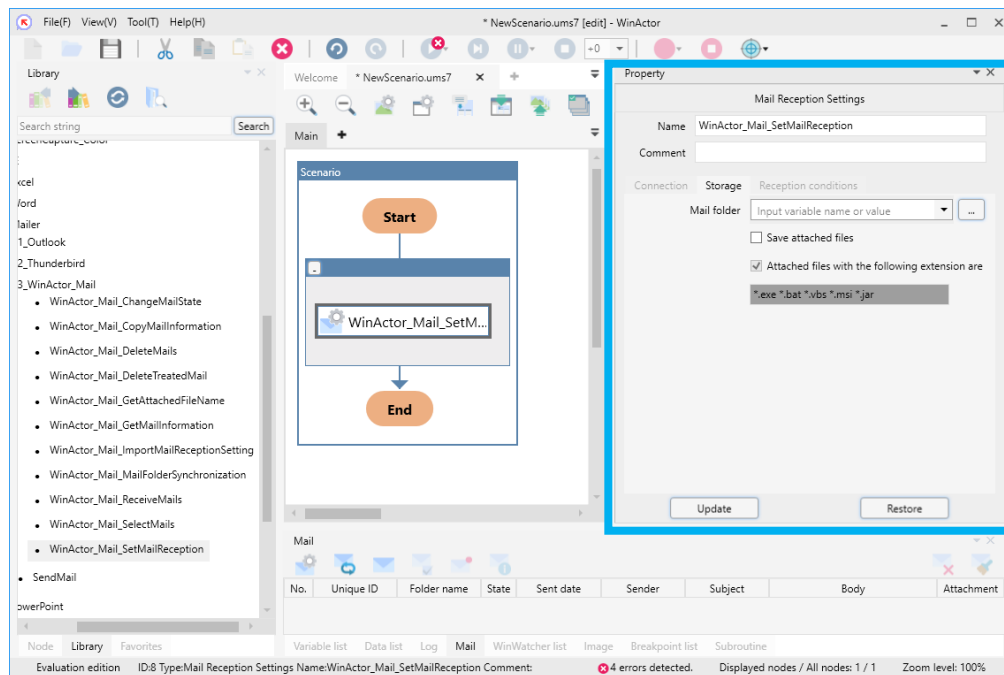 File(F) View(V) Tool(T) Help(H)
* NewScenario.ums7 [edit] - WinActor
+0
Library
Search string
Search
xcel
1_Outlook
2_Thunderbird
3_WinActor_Mail
WinActor_Mail_ChangeMailState
WinActor_Mail_CopyMailInformation
WinActor_Mail_DeleteMails
WinActor_Mail_DeleteTreatedMail
WinActor_Mail_GetAttachedFileName
WinActor_Mail_GetMailInformation
WinActor_Mail_ImportMailReceptionSetting
WinActor_Mail_MailFolderSynchronization
WinActor_Mail_ReceiveMails
WinActor_Mail_SelectMails
WinActor_Mail_SetMailReception
SendMail
owerPoint
Node Library Favorites
Welcome * NewScenario.ums7
Main
Scenario
Start
WinActor_Mail_SetM...
End
Property
Mail Reception Settings
Name WinActor_Mail_SetMailReception
Comment
Connection Storage Reception conditions
Mail folder Input variable name or value ...
Save attached files
Attached files with the following extension are
*.exe *.bat *.vbs *.msi *.jar
Update Restore
Mail
No. Unique ID Folder name State Sent date Sender Subject Body Attachment
Variable list Data list Log Mail WinWatcher list Image Breakpoint list Subroutine
Evaluation edition ID:8 Type:Mail Reception Settings Name:WinActor_Mail_SetMailReception Comment: 4 errors detected. Displayed nodes / All nodes: 1 / 1 Zoom level: 100%